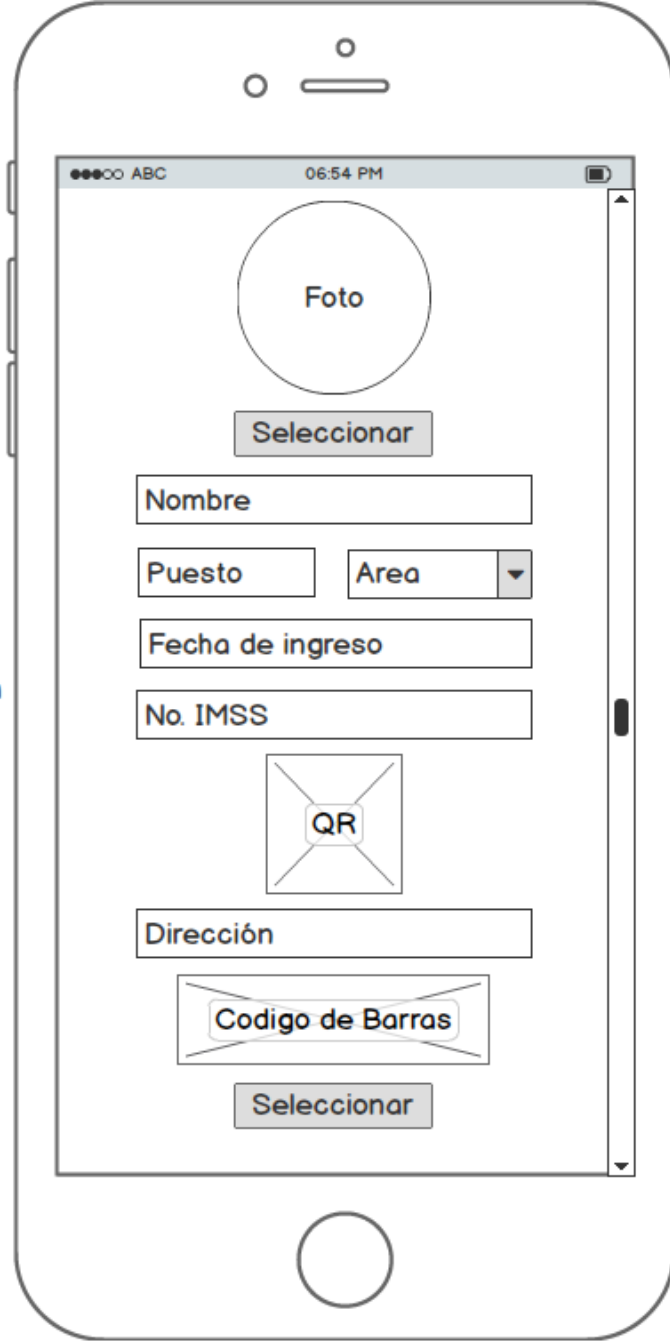 ABC 06:54 PM
Foto
Seleccionar
Nombre
Puesto Area
Fecha de ingreso
No. IMSS
QR
Dirección
Codigo de Barras
Seleccionar